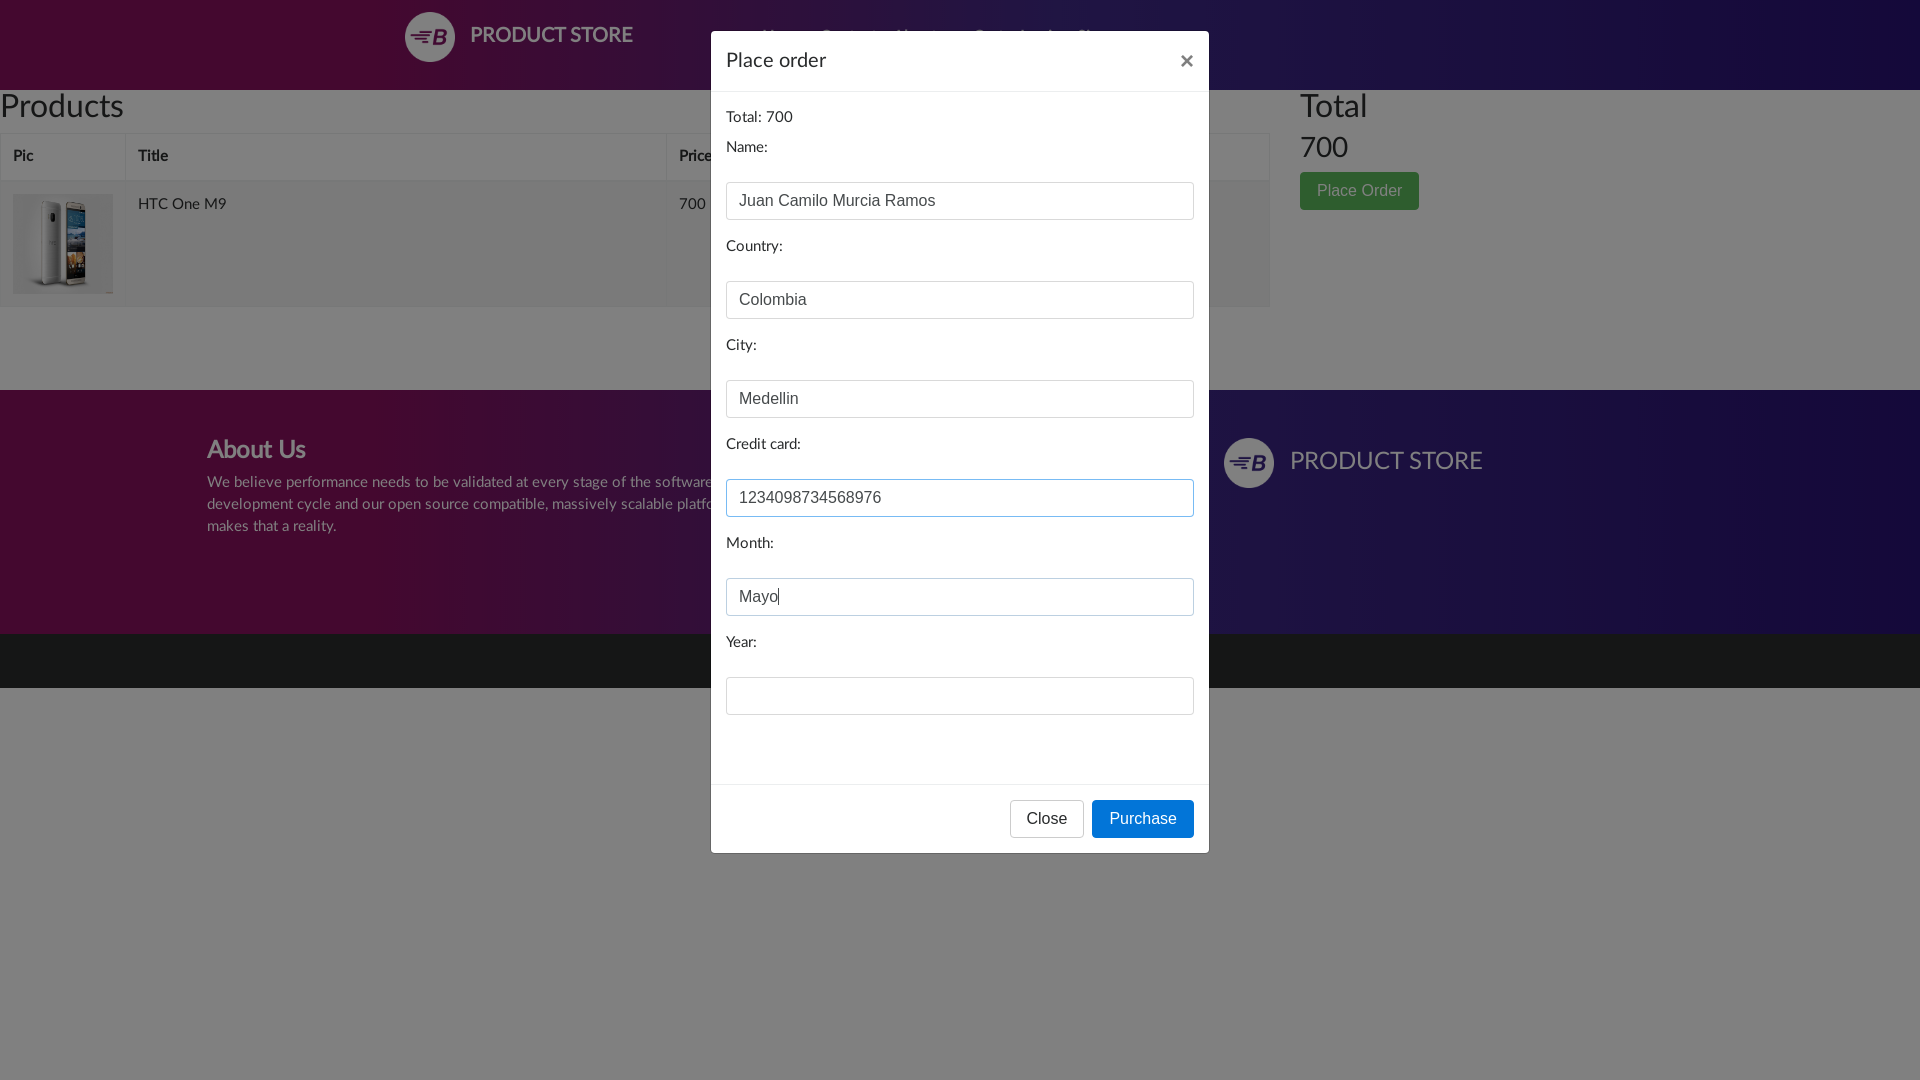 PRODUCT STORE
Place order
×
Products
Total: 700
Name:
Juan Camilo Murcia Ramos
Country:
Colombia
City:
Medellin
Credit card:
1234098734568976
Month:
Mayo
Year:
Close
Purchase
Pic
Title
Price
HTC One M9
700
Total
700
Place Order
About Us
We believe performance needs to be validated at every stage of the software
development cycle and our open source compatible, massively scalable platfo
makes that a reality.
PRODUCT STORE